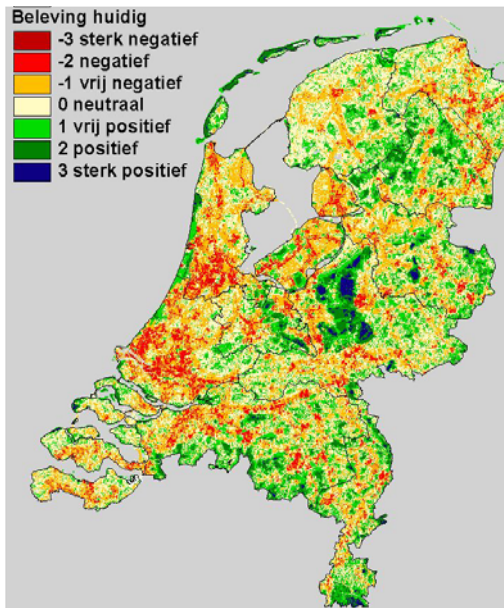 Beleving huidig
-3 sterk negatief
-2 negatief
-1 vrij negatief
0 neutraal
1 vrij positief
2 positief
3 sterk positief